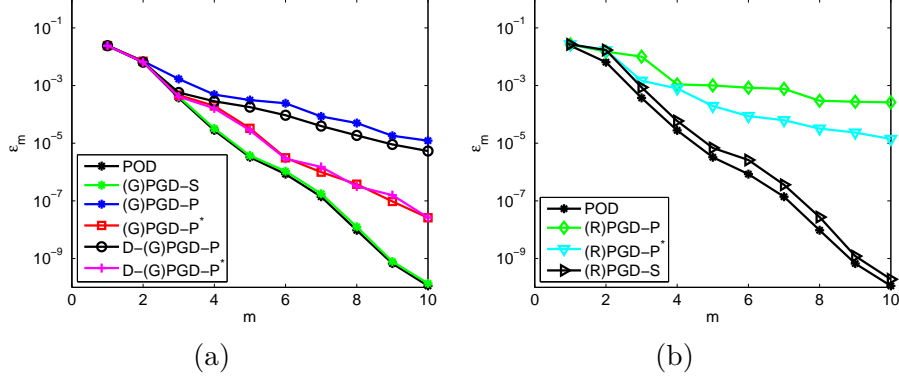 10^-1
10^-3
10^-5
10^-7
10^-9
ε_m
0 2 4 6 8 10
m
POD
(G)PGD−S
(G)PGD−P
(G)PGD−P*
D−(G)PGD−P
D−(G)PGD−P*
(a)
10^-1
10^-3
10^-5
10^-7
10^-9
ε_m
0 2 4 6 8 10
m
POD
(R)PGD−P
(R)PGD−P*
(R)PGD−S
(b)